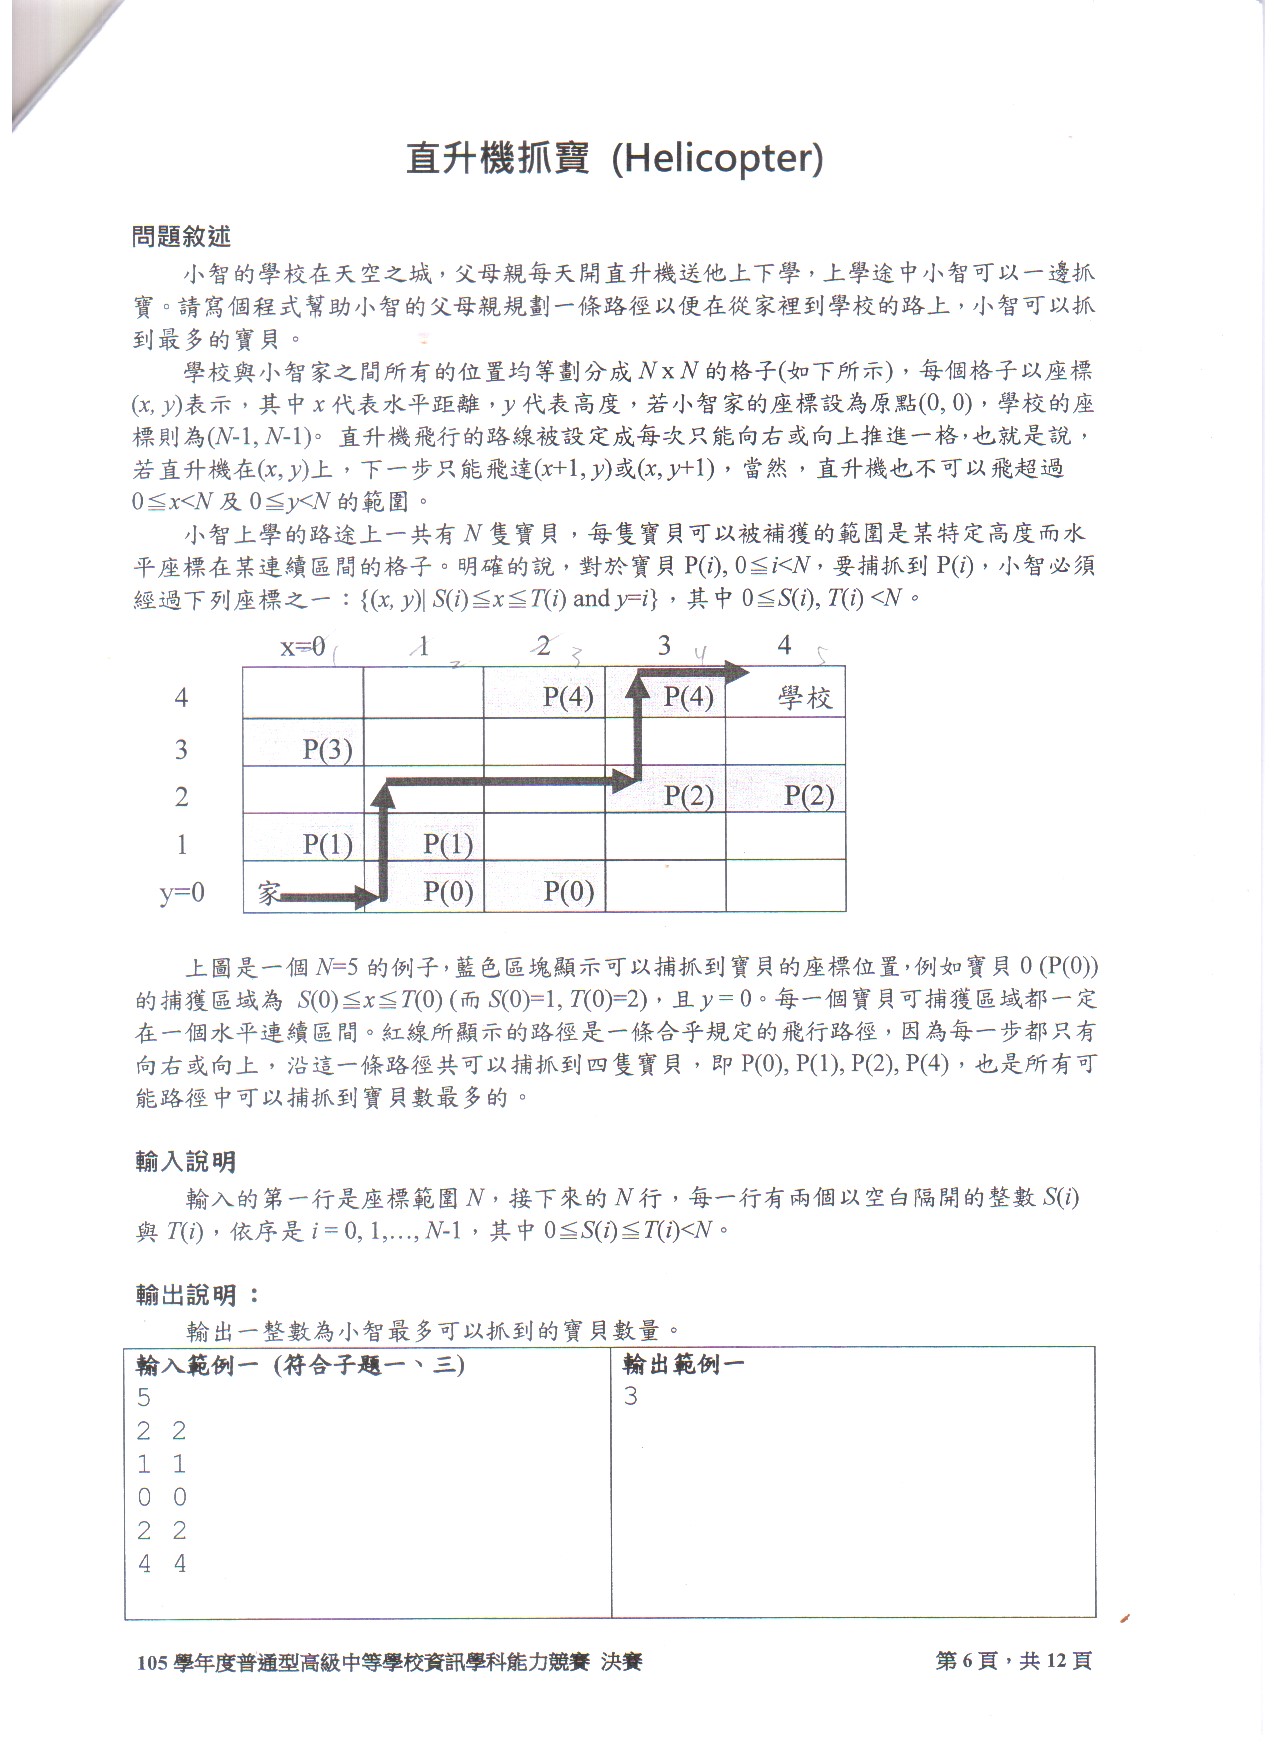 直升機抓寶 (Helicopter)
問題敘述
小智的學校在天空之城,父母親每天開直升機送他上下學,上學途中小智可以一邊抓
寶。請寫個程式幫助小智的父母親規劃一條路徑以便在從家裡到學校的路上,小智可以抓
到最多的寶貝。
學校與小智家之間所有的位置均等劃分成 N x N 的格子(如下所示),每個格子以座標
(x, y)表示,其中 x 代表水平距離,y 代表高度,若小智家的座標設為原點(0, 0),學校的座
標則為(N-1, N-1)。 直升機飛行的路線被設定成每次只能向右或向上推進一格,也就是說,
若直升機在(x, y)上,下一步只能飛達(x+1, y)或(x, y+1),當然,直升機也不可以飛超過
0≦x<N 及 0≦y<N 的範圍。
小智上學的路途上一共有 N 隻寶貝,每隻寶貝可以被補獲的範圍是某特定高度而水
平座標在某連續區間的格子。明確的說,對於寶貝 P(i), 0≦i<N,要捕抓到 P(i),小智必須
經過下列座標之一:{(x, y)| S(i)≦x≦T(i) and y=i},其中 0≦S(i), T(i) <N。
x=0 1 2 3 4
1 2 3 4 5
4 P(4) P(4) 學校
3 P(3)
2 P(2) P(2)
1 P(1) P(1)
y=0 家 P(0) P(0)
上圖是一個 N=5 的例子,藍色區塊顯示可以捕抓到寶貝的座標位置,例如寶貝 0 (P(0))
的捕獲區域為 S(0)≦x≦T(0) (而 S(0)=1, T(0)=2),且 y = 0。每一個寶貝可捕獲區域都一定
在一個水平連續區間。紅線所顯示的路徑是一條合乎規定的飛行路徑,因為每一步都只有
向右或向上,沿這一條路徑共可以捕抓到四隻寶貝,即 P(0), P(1), P(2), P(4),也是所有可
能路徑中可以捕抓到寶貝數最多的。
輸入說明
輸入的第一行是座標範圍 N,接下來的 N 行,每一行有兩個以空白隔開的整數 S(i)
與 T(i),依序是 i = 0, 1,…, N-1,其中 0≦S(i)≦T(i)<N。
輸出說明:
輸出一整數為小智最多可以抓到的寶貝數量。
輸入範例一 (符合子題一、三)
5
2 2
1 1
0 0
2 2
4 4
輸出範例一
3
105 學年度普通型高級中等學校資訊學科能力競賽 決賽
第 6 頁,共 12 頁